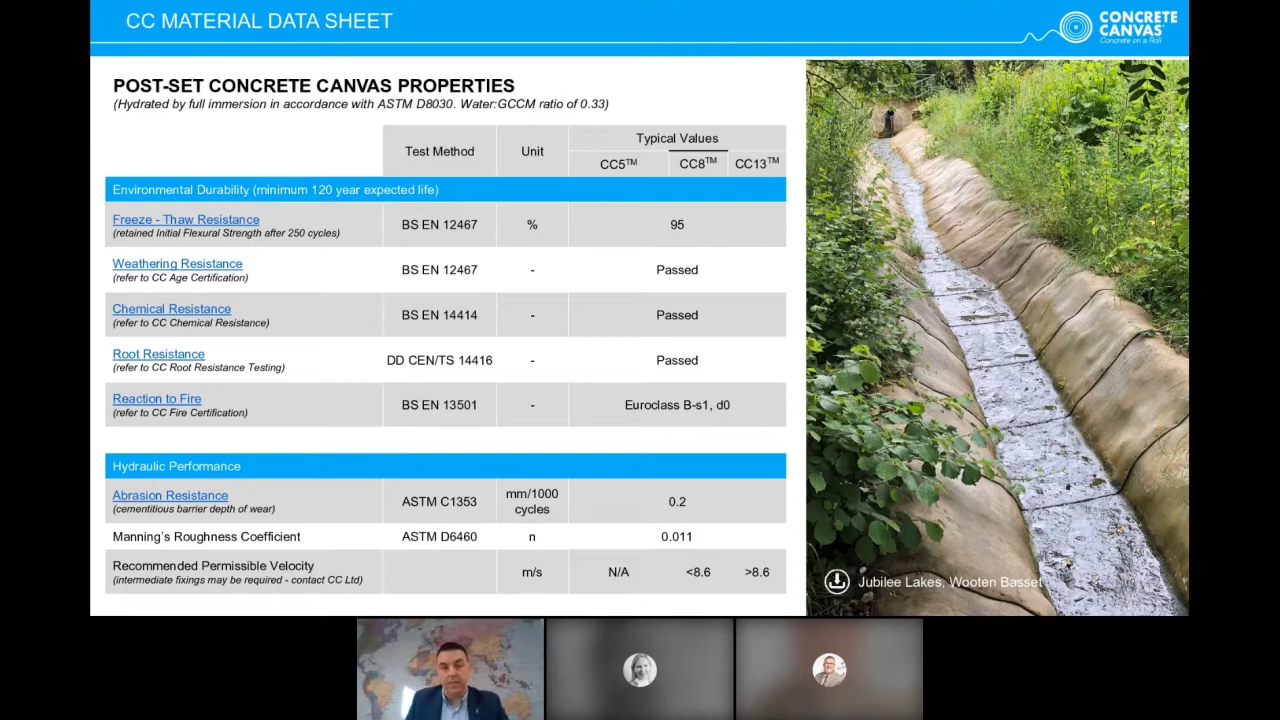 CC MATERIAL DATA SHEET
CONCRETE
CANVAS®
Concrete on a Roll
POST-SET CONCRETE CANVAS PROPERTIES
(Hydrated by full immersion in accordance with ASTM D8030. Water:GCCM ratio of 0.33)
Test Method Unit Typical Values
CC5™ CC8™ CC13™
Environmental Durability (minimum 120 year expected life)
Freeze - Thaw Resistance
(retained Initial Flexural Strength after 250 cycles)
BS EN 12467 % 95
Weathering Resistance
(refer to CC Age Certification)
BS EN 12467 - Passed
Chemical Resistance
(refer to CC Chemical Resistance)
BS EN 14414 - Passed
Root Resistance
(refer to CC Root Resistance Testing)
DD CEN/TS 14416 - Passed
Reaction to Fire
(refer to CC Fire Certification)
BS EN 13501 - Euroclass B-s1, d0
Hydraulic Performance
Abrasion Resistance
(cementitious barrier depth of wear)
ASTM C1353 mm/1000
cycles
0.2
Manning's Roughness Coefficient ASTM D6460 n 0.011
Recommended Permissible Velocity
(intermediate fixings may be required - contact CC Ltd)
m/s N/A <8.6 >8.6
Jubilee Lakes, Wooten Basset